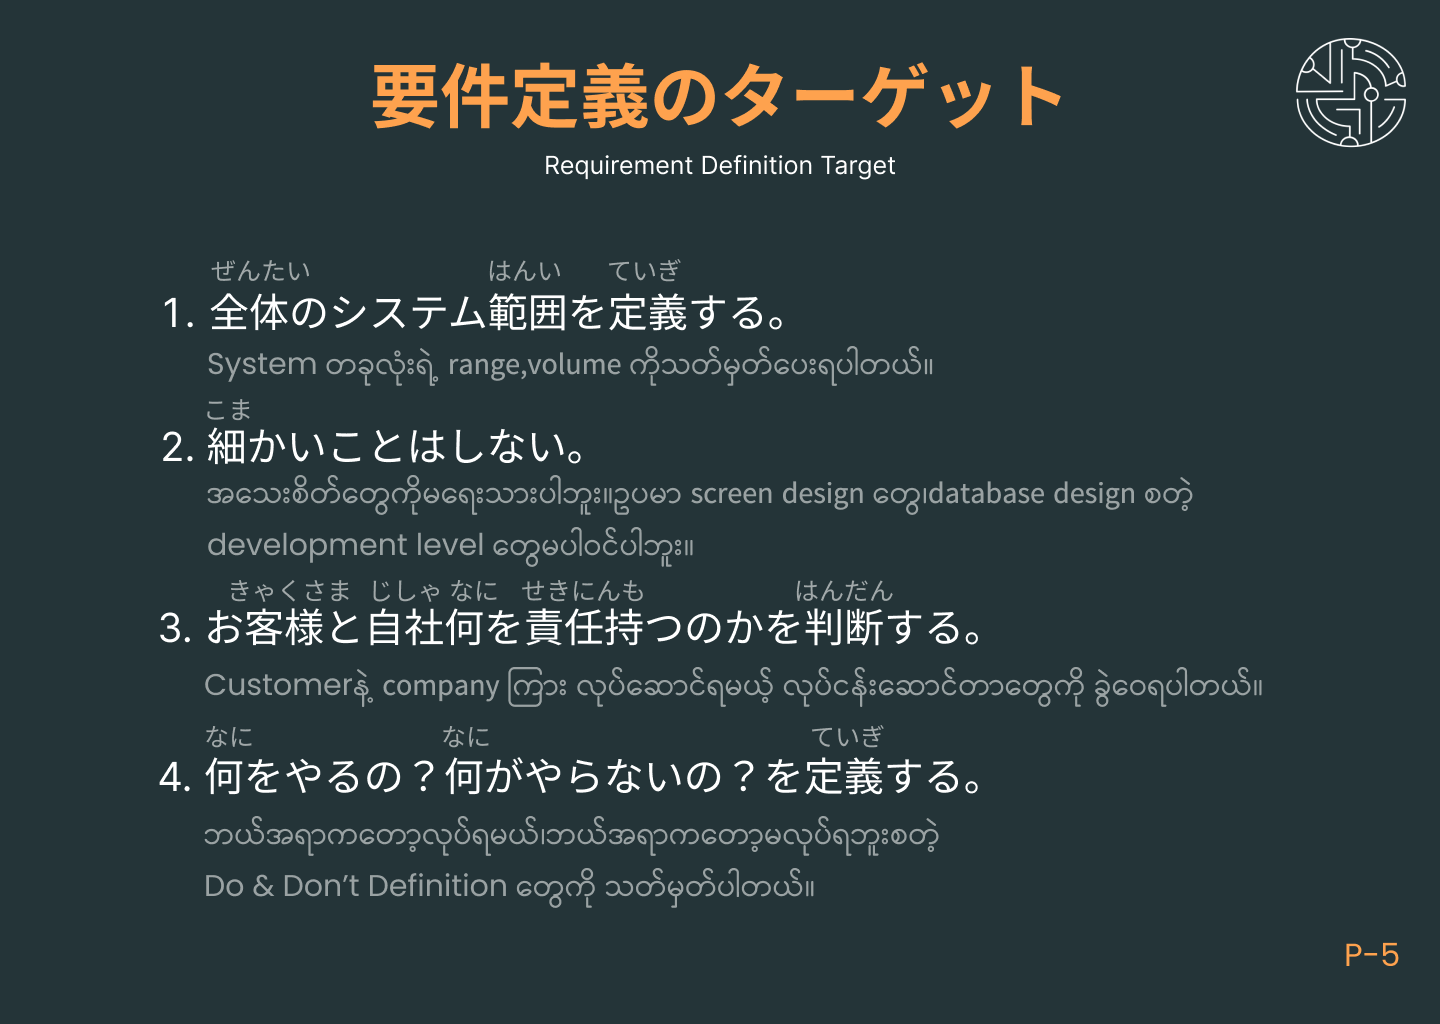 要件定義のターゲット
Requirement Definition Target
ぜんたい はんい ていぎ
1. 全体のシステム範囲を定義する。
System တခုလုံးရဲ့ range,volume ကိုသတ်မှတ်ပေးရပါတယ်။
こま
2. 細かいことはしない。
အသေးစိတ်တွေကိုမရေးသားပါဘူး။ဥပမာ screen design တွေ၊database design စတဲ့
development level တွေမပါဝင်ပါဘူး။
きゃくさま じしゃ なに せきにんも はんだん
3. お客様と自社何を責任持つのかを判断する。
Customerနဲ့ company ကြား လုပ်ဆောင်ရမယ့် လုပ်ငန်းဆောင်တာတွေကို ခွဲဝေရပါတယ်။
なに なに ていぎ
4. 何をやるの？何がやらないの？を定義する。
ဘယ်အရာကတော့လုပ်ရမယ်၊ဘယ်အရာကတော့မလုပ်ရဘူးစတဲ့
Do & Don’t Definition တွေကို သတ်မှတ်ပါတယ်။
P-5